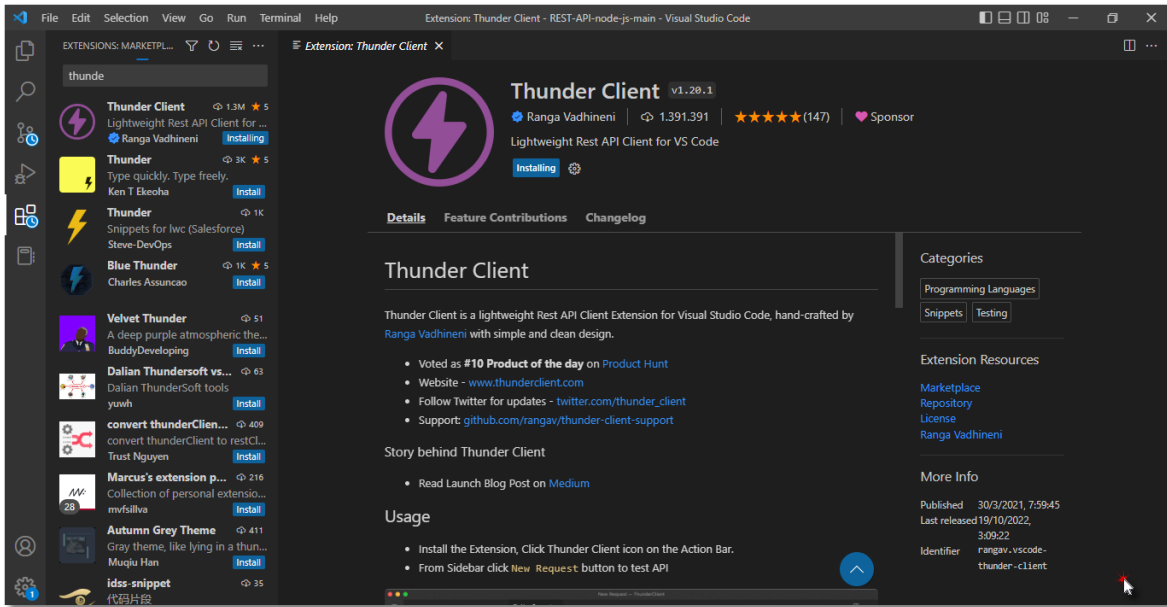 File Edit Selection View Go Run Terminal Help
Extension: Thunder Client - REST-API-node-js-main - Visual Studio Code
EXTENSIONS: MARKETPL...
thunde
Thunder Client 1.3M 5
Lightweight Rest API Client for ...
Ranga Vadhineni Installing
Thunder 3K 5
Type quickly. Type freely.
Ken T Ekeoha Install
Thunder 1K
Snippets for lwc (Salesforce)
Steve-DevOps Install
Blue Thunder 1K 5
Charles Assuncao Install
Velvet Thunder 51
A deep purple atmospheric the...
BuddyDeveloping Install
Dalian Thundersoft vs... 63
Dalian ThunderSoft tools
yuwh Install
convert thunderClien... 409
convert thunderClient to restCl...
Trust Nguyen Install
Marcus's extension p... 216
Collection of personal extensio...
28
mvfsillva Install
Autumn Grey Theme 411
Gray theme, like lying in a thun...
Muqiu Han Install
idss-snippet 35
代码片段
1
Extension: Thunder Client
Thunder Client v1.20.1
Ranga Vadhineni 1.391.391 (147) Sponsor
Lightweight Rest API Client for VS Code
Installing
Details Feature Contributions Changelog
Thunder Client
Thunder Client is a lightweight Rest API Client Extension for Visual Studio Code, hand-crafted by
Ranga Vadhineni with simple and clean design.
• Voted as #10 Product of the day on Product Hunt
• Website - www.thunderclient.com
• Follow Twitter for updates - twitter.com/thunder_client
• Support: github.com/rangav/thunder-client-support
Story behind Thunder Client
• Read Launch Blog Post on Medium
Usage
• Install the Extension, Click Thunder Client icon on the Action Bar.
• From Sidebar click New Request button to test API
New Request — ThunderClient
Categories
Programming Languages
Snippets Testing
Extension Resources
Marketplace
Repository
License
Ranga Vadhineni
More Info
Published 30/3/2021, 7:59:45
Last released 19/10/2022,
3:09:22
Identifier rangav.vscode-
thunder-client